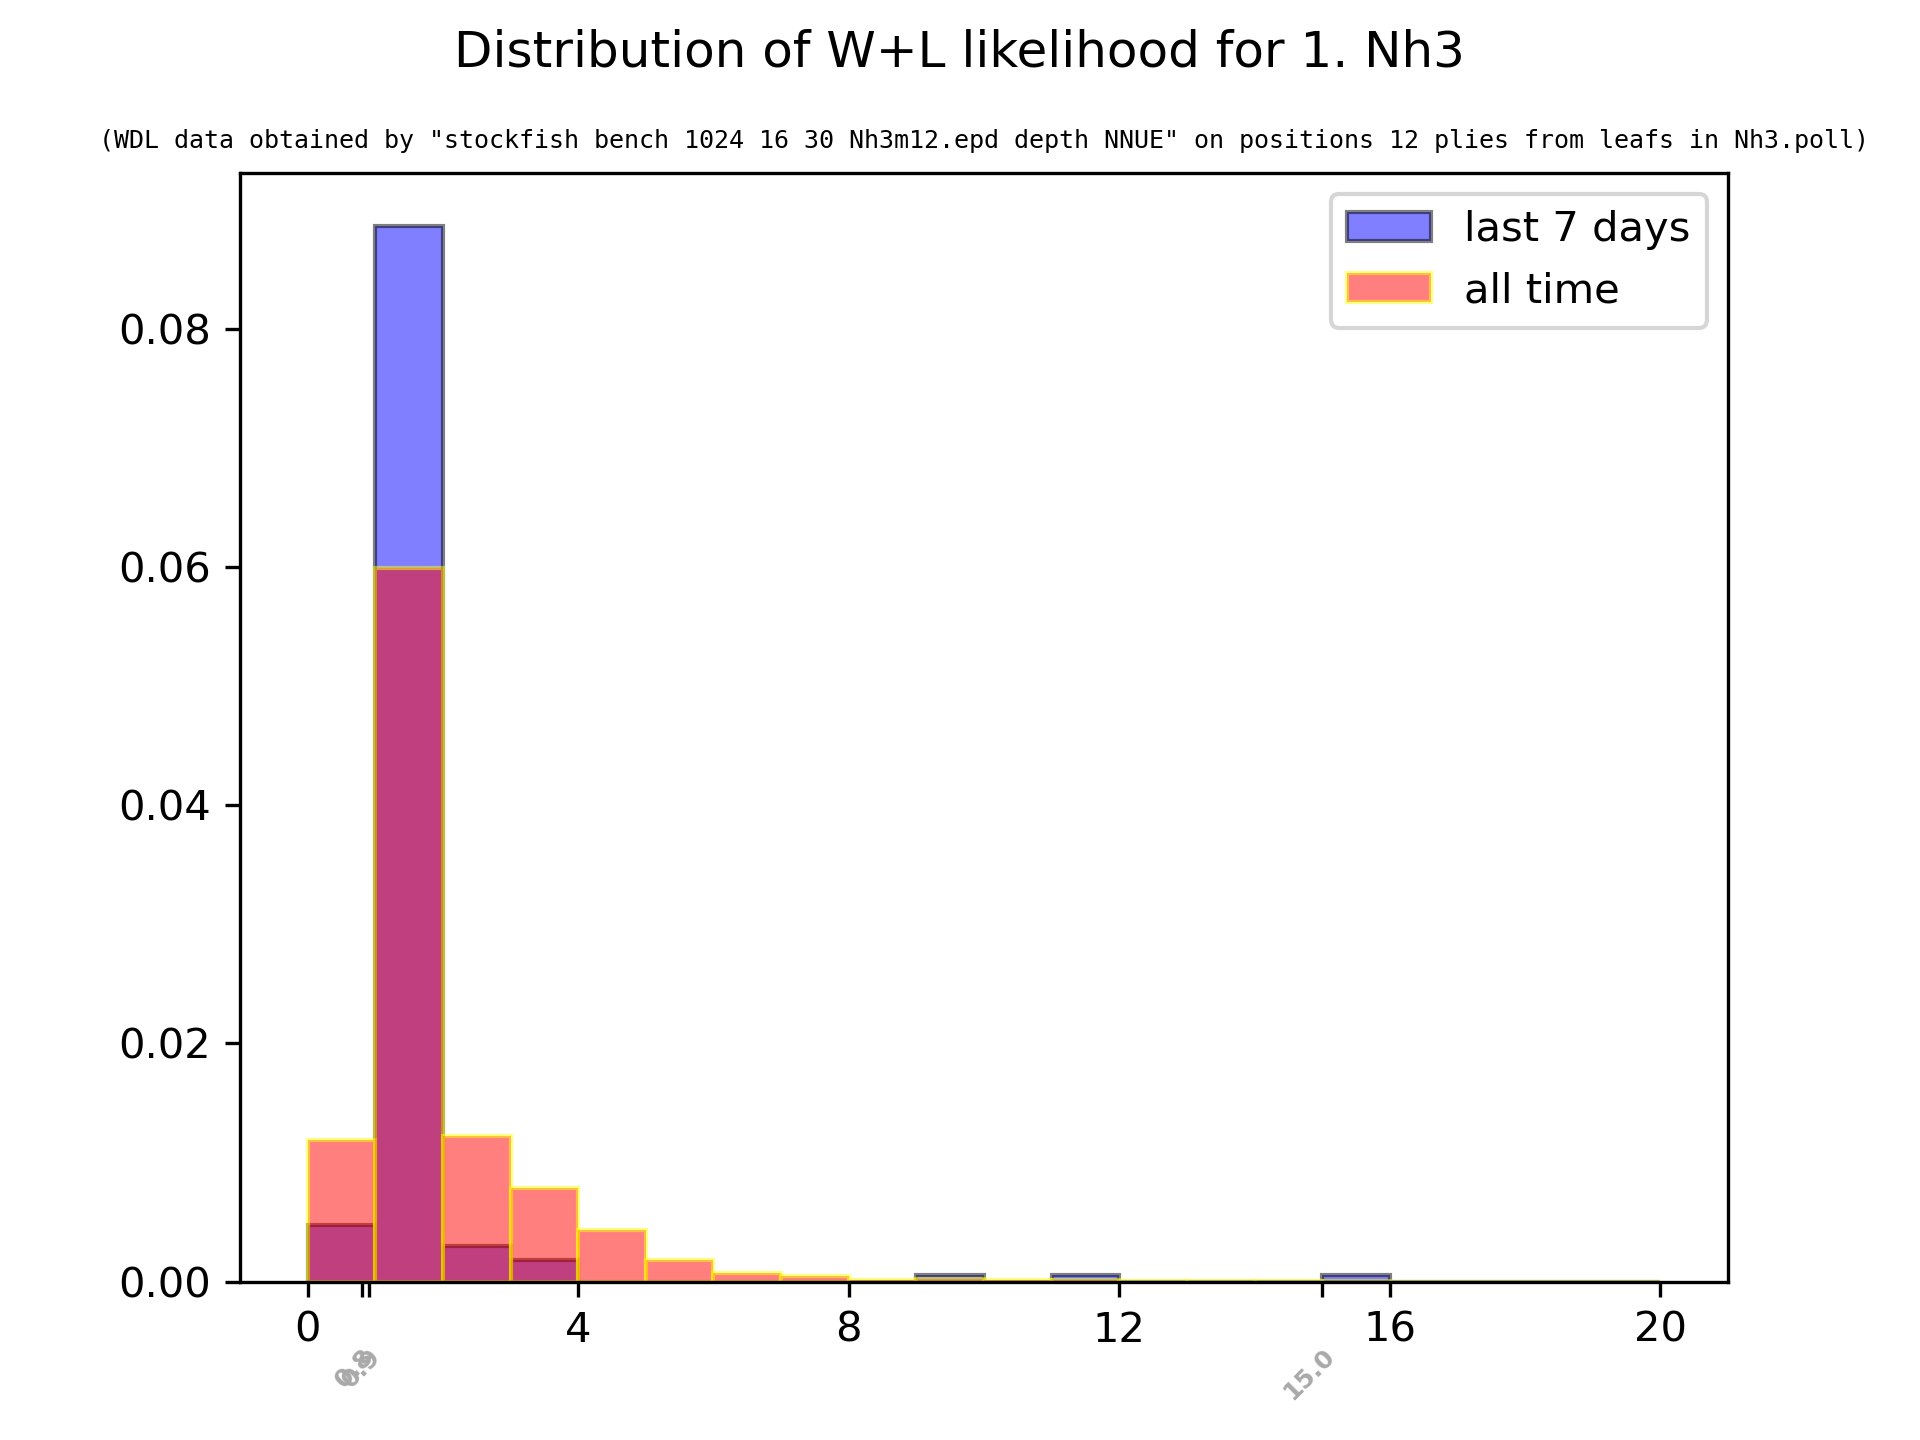 Distribution of W+L likelihood for 1. Nh3
(WDL data obtained by "stockfish bench 1024 16 30 Nh3m12.epd depth NNUE" on positions 12 plies from leafs in Nh3.poll)
last 7 days
all time
0.08
0.06
0.04
0.02
0.00
0 4 8 12 16 20
15.0